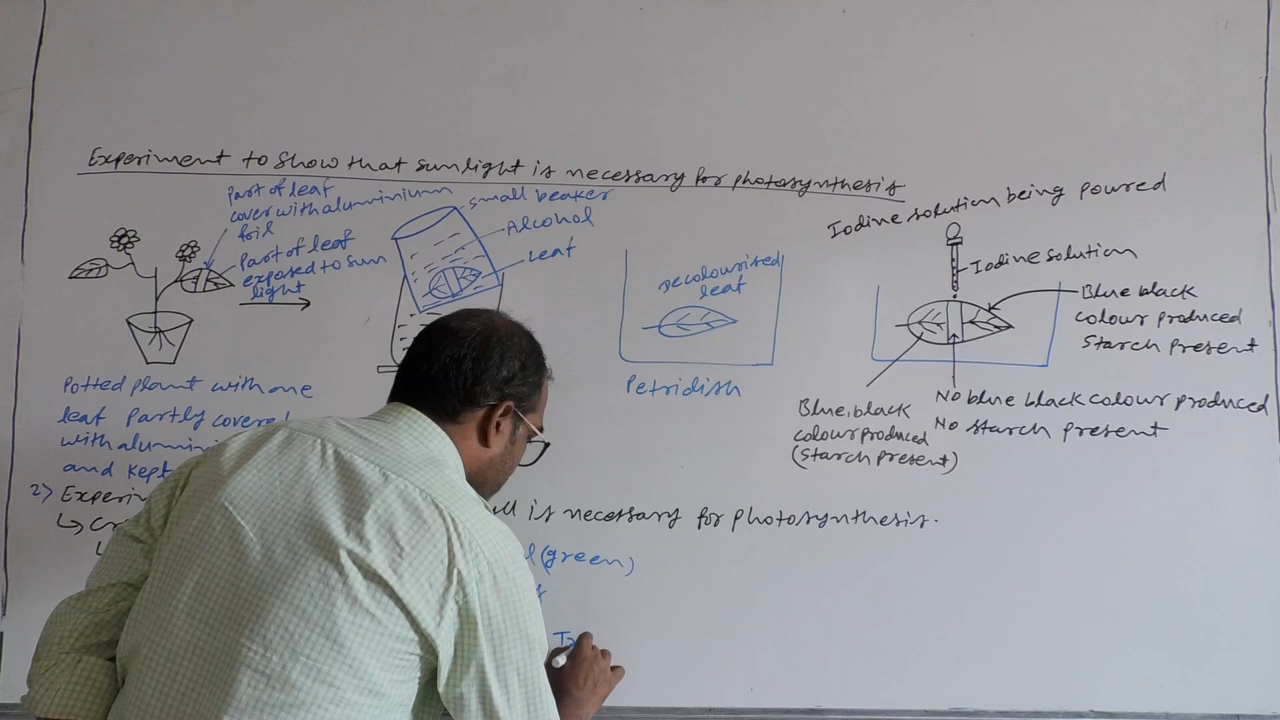 Experiment to show that sunlight is necessary for photosynthesis
part of leaf
cover with aluminium
foil
part of leaf
exposed to sun
light
small beaker
Alcohol
Leaf
Potted plant with one
leaf partly covered
with alumini
and kept
decolourised
leaf
Petridish
Iodine solution being poured
Iodine solution
Blue black
colour produced
Starch present
Blue black
colour produced
(Starch present)
No blue black colour produced
No starch present
2) Experim
ll is necessary for photosynthesis.
l (green)